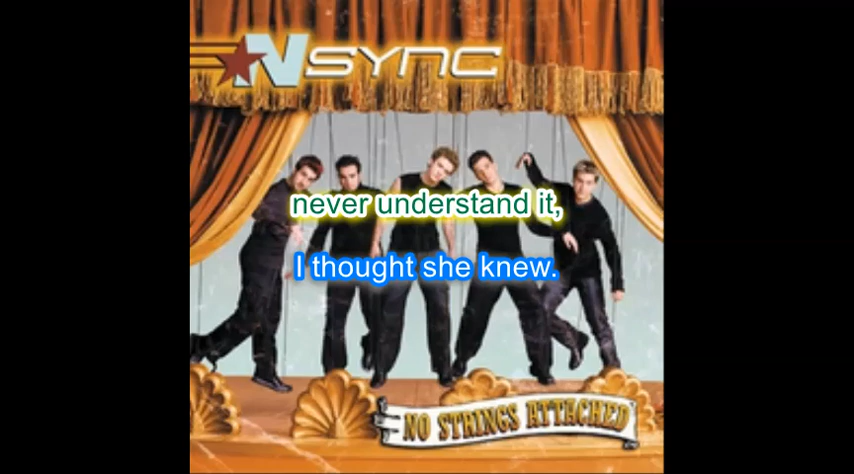 NSYNC
never understand it,
I thought she knew.
NO STRINGS ATTACHED